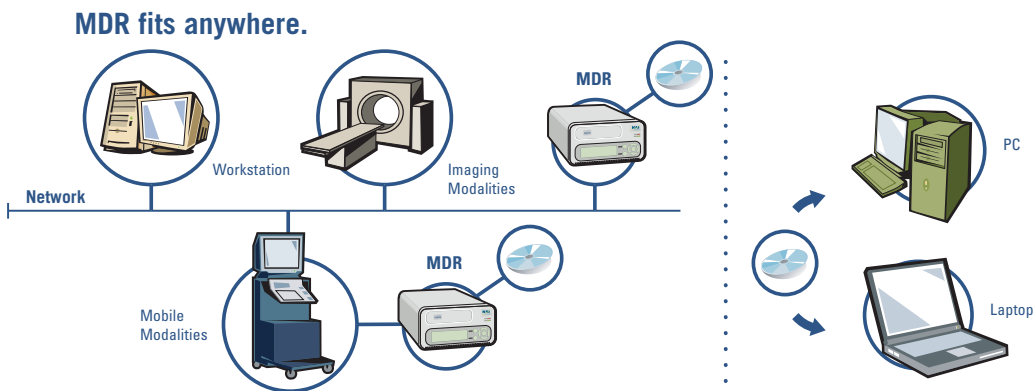 MDR fits anywhere.
MDR
Workstation
Imaging
Modalities
PC
Network
MDR
Mobile
Modalities
Laptop